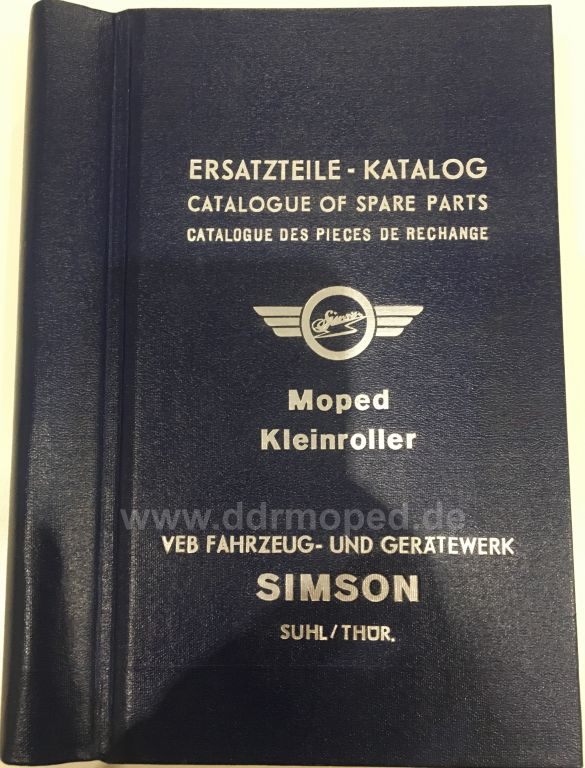 ERSATZTEILE - KATALOG
CATALOGUE OF SPARE PARTS
CATALOGUE DES PIECES DE RECHANGE
Simson
Moped
Kleinroller
www.ddrmoped.de
VEB FAHRZEUG- UND GERÄTEWERK
SIMSON
SUHL/THÜR.